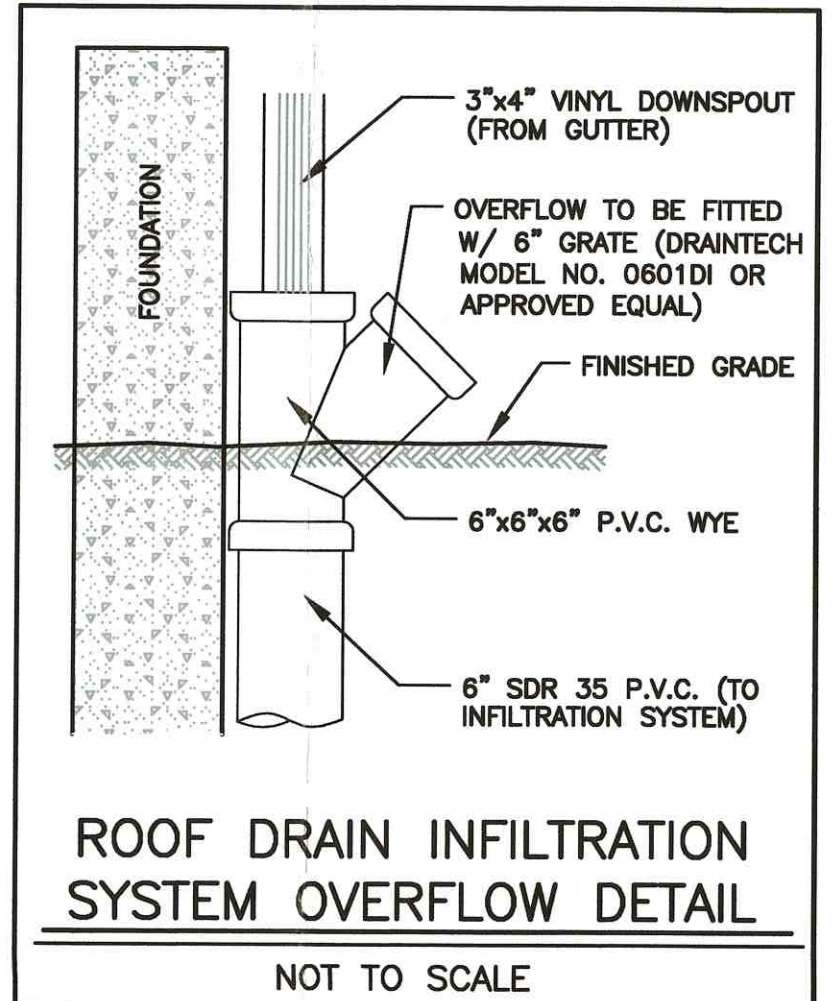 3"x4" VINYL DOWNSPOUT
(FROM GUTTER)
FOUNDATION
OVERFLOW TO BE FITTED
W/ 6" GRATE (DRAINTECH
MODEL NO. 0601DI OR
APPROVED EQUAL)
FINISHED GRADE
6"x6"x6" P.V.C. WYE
6" SDR 35 P.V.C. (TO
INFILTRATION SYSTEM)
ROOF DRAIN INFILTRATION
SYSTEM OVERFLOW DETAIL
NOT TO SCALE